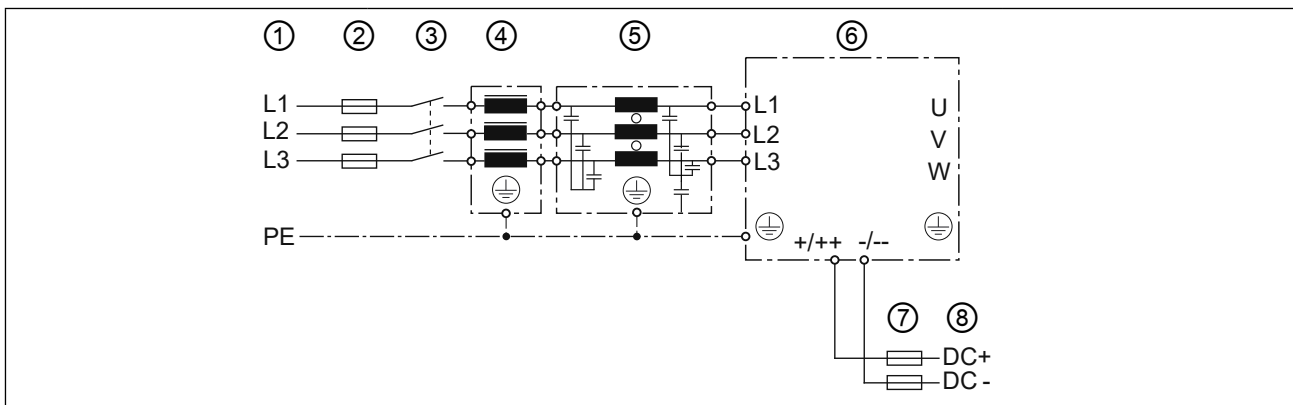 ① ② ③ ④ ⑤ ⑥
L1 L1 U
L2 L2 V
L3 L3 W
PE
+/++ -/--
⑦ ⑧
DC+
DC -